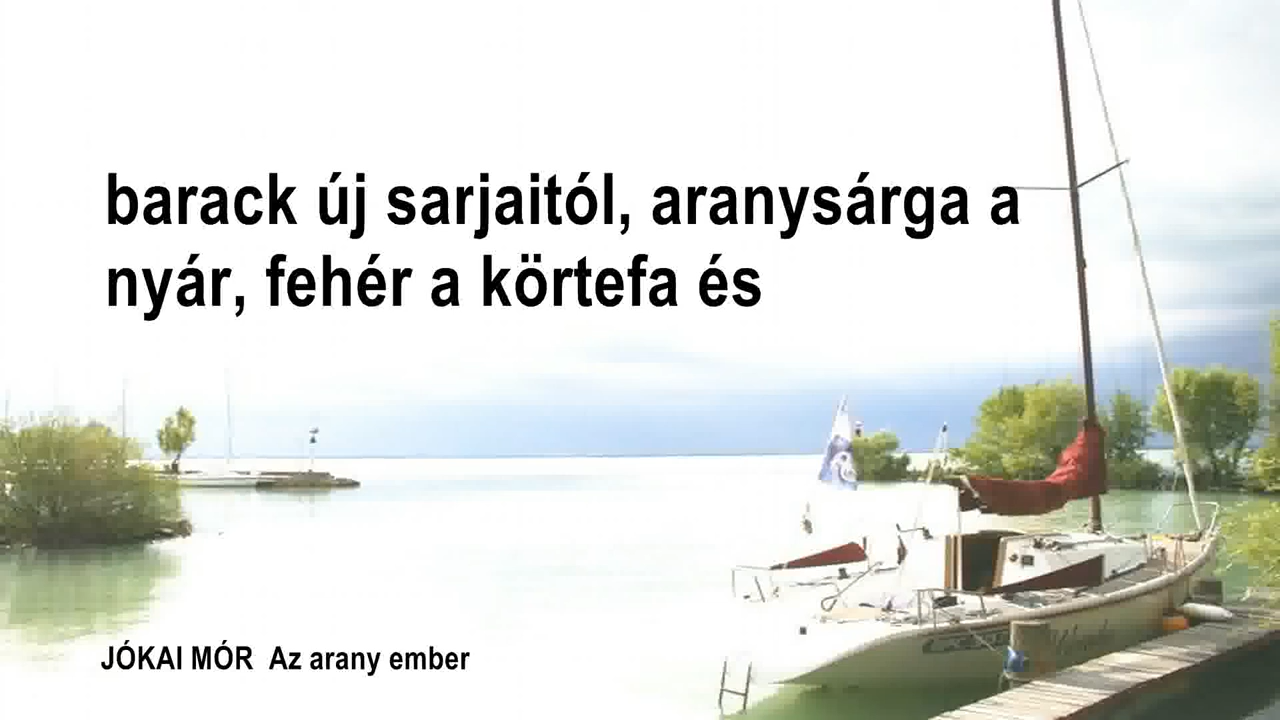 barack új sarjaitól, aranysárga a
nyár, fehér a körtefa és
JÓKAI MÓR  Az arany ember